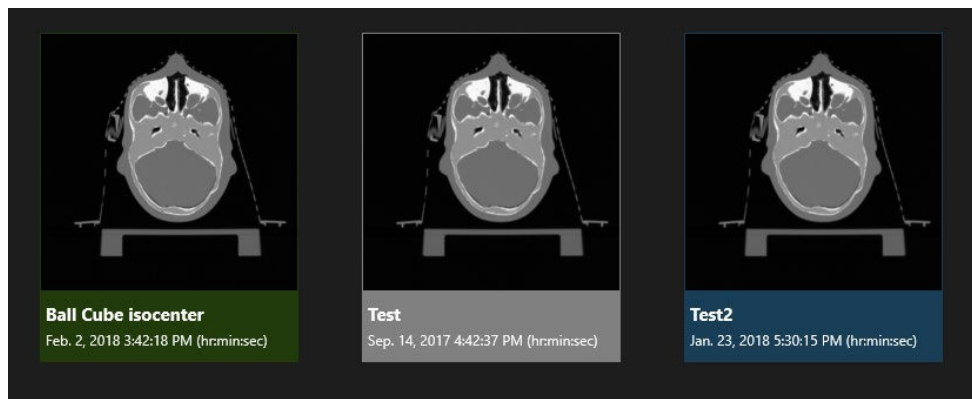 Ball Cube isocenter
Feb. 2, 2018 3:42:18 PM (hr:min:sec)
Test
Sep. 14, 2017 4:42:37 PM (hr:min:sec)
Test2
Jan. 23, 2018 5:30:15 PM (hr:min:sec)